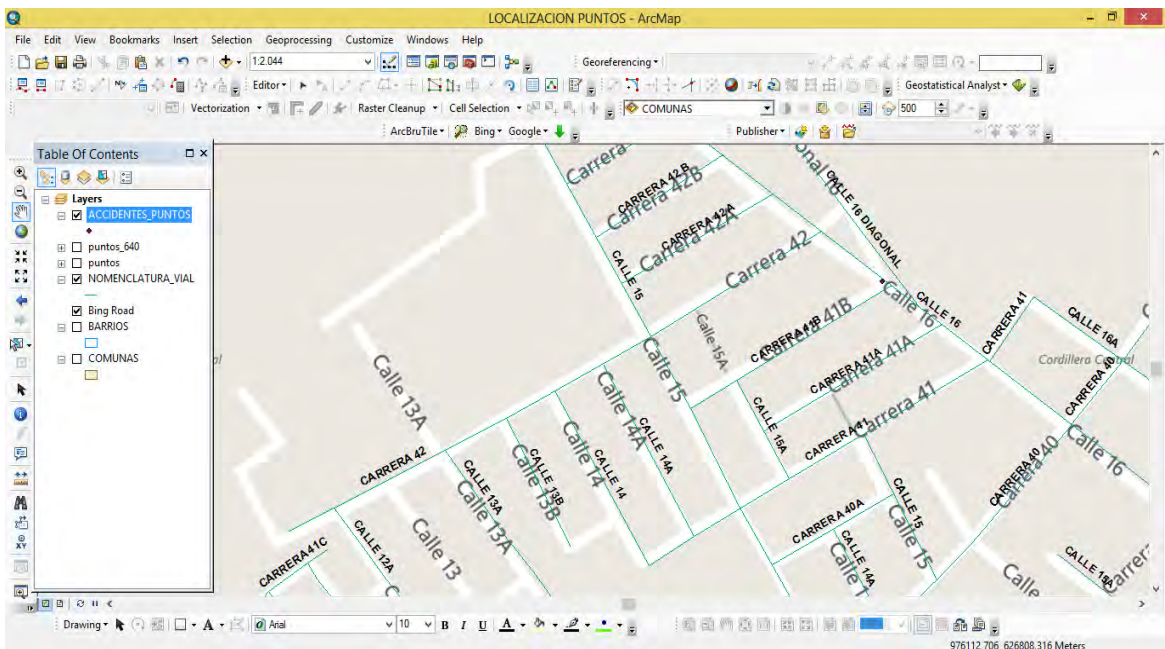 LOCALIZACION PUNTOS - ArcMap
File Edit View Bookmarks Insert Selection Geoprocessing Customize Windows Help
1:2.044
Georeferencing
Editor
Geostatistical Analyst
Vectorization
Raster Cleanup
Cell Selection
COMUNAS
500
ArcBruTile
Bing
Google
Publisher
Table Of Contents
Layers
ACCIDENTES_PUNTOS
puntos_640
puntos
NOMENCLATURA_VIAL
Bing Road
BARRIOS
COMUNAS
Carrera
CARRERA 42 B
Carrera 42B
CARRERA 42A
Carrera 42A
Carrera 42
CALLE 15
CALLE 16 DIAGONAL
Calle 16
CALLE 16
CARRERA 41
CALLE 16A
Calle 15A
CARRERA 41B
Carrera 41B
CARRERA 41A
Carrera 41A
Carrera 41
CARRERA 41
CALLE 15A
Calle 15
Calle 13A
Calle 14A
CALLE 14A
Calle 14
CALLE 14
CALLE 13B
Calle 13B
CARRERA 42
CALLE 13A
Calle 13A
Calle 13
CALLE 12A
CARRERA 41C
Cordillera Central
CARRERA 40
CARRERA 40
Carrera 40
Calle 16
CARRERA 40A
CALLE 15
Calle 15
CALLE 14A
Calle
CALLE 15A
Drawing
A
Arial
10
B I U A
976112,706 626808,316 Meters